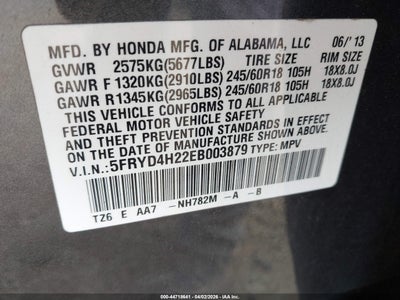 MFD. BY HONDA MFG. OF ALABAMA, LLC 06/'13
GVWR 2575KG(5677LBS) TIRE SIZE RIM SIZE
GAWR F 1320KG(2910LBS) 245/60R18 105H 18X8.0J
GAWR R1345KG(2965LBS) 245/60R18 105H 18X8.0J
THIS VEHICLE CONFORMS TO ALL APPLICABLE
FEDERAL MOTOR VEHICLE SAFETY AND
THEFT PREVENTION STANDARDS IN EFFECT ON THE
DATE OF MANUFACTURE SHOWN ABOVE.
V.I.N.:5FRYD4H22EB003879 TYPE: MPV
TZ6 E AA7 -NH782M -A -B
000-44718641 - 04/02/2026 - IAAI.COM